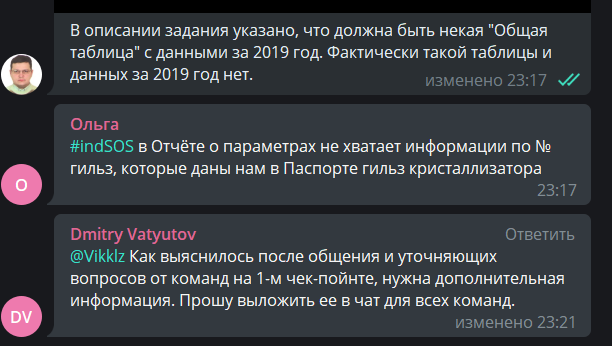 В описании задания указано, что должна быть некая "Общая
таблица" с данными за 2019 год. Фактически такой таблицы и
данных за 2019 год нет.
изменено 23:17
Ольга
#indSOS в Отчёте о параметрах не хватает информации по №
гильз, которые даны нам в Паспорте гильз кристаллизатора
23:17
O
Dmitry Vatyutov Ответить
@Vikklz Как выяснилось после общения и уточняющих
вопросов от команд на 1-м чек-пойнте, нужна дополнительная
информация. Прошу выложить ее в чат для всех команд.
DV
изменено 23:21